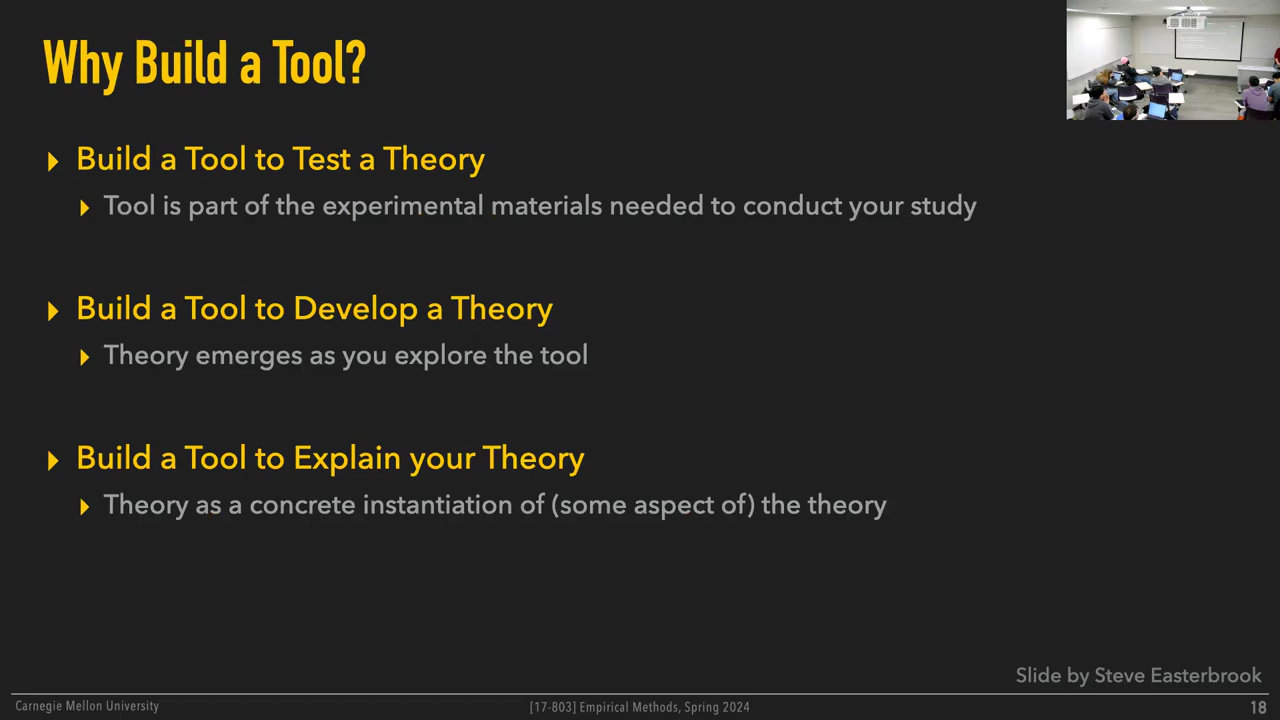 Why Build a Tool?
Build a Tool to Test a Theory
Tool is part of the experimental materials needed to conduct your study
Build a Tool to Develop a Theory
Theory emerges as you explore the tool
Build a Tool to Explain your Theory
Theory as a concrete instantiation of (some aspect of) the theory
Slide by Steve Easterbrook
Carnegie Mellon University
[17-803] Empirical Methods, Spring 2024
18